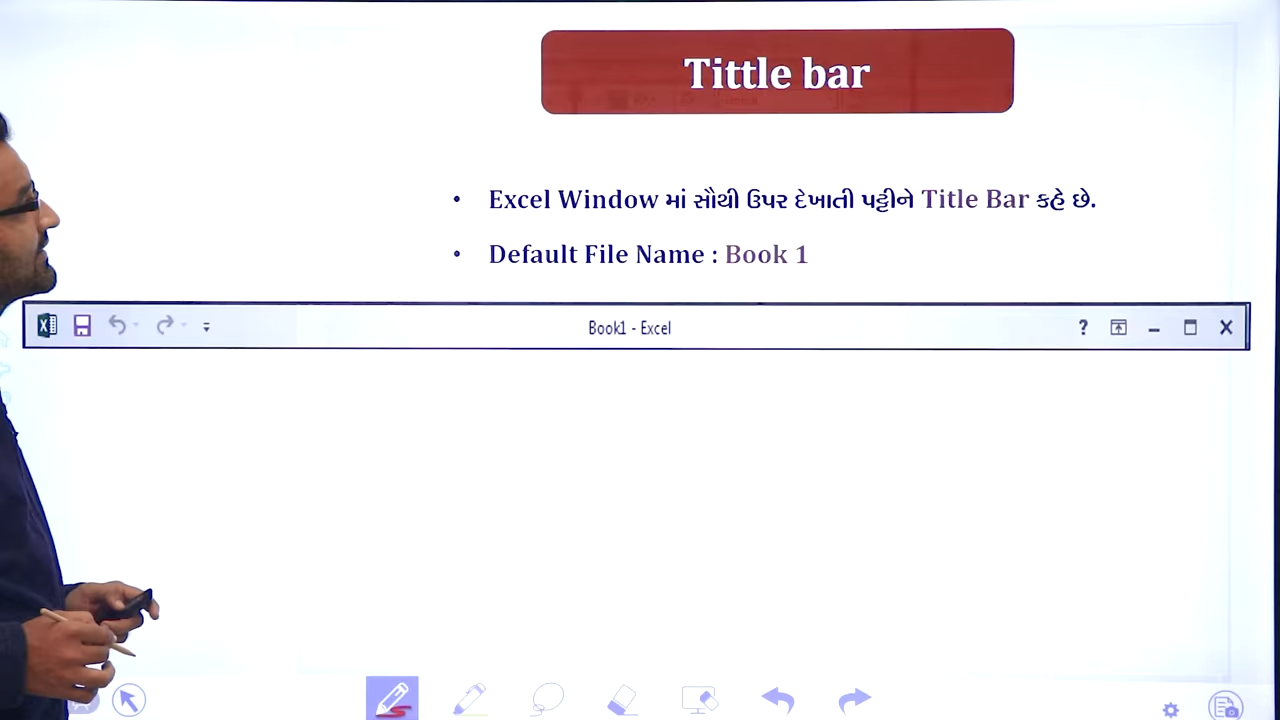 Tittle bar
• Excel Window માં સૌથી ઉપર દેખાતી પટ્ટીને Title Bar કહે છે.
• Default File Name : Book 1
Book1 - Excel